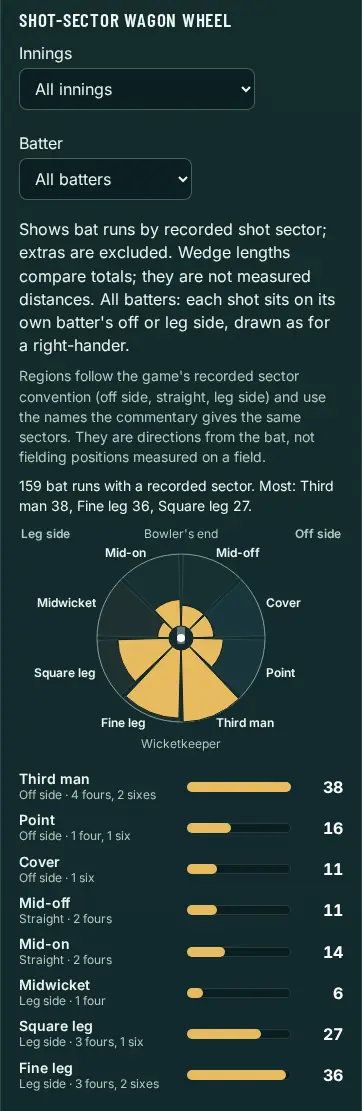 SHOT-SECTOR WAGON WHEEL
Innings
All innings
Batter
All batters
Shows bat runs by recorded shot sector;
extras are excluded. Wedge lengths
compare totals; they are not measured
distances. All batters: each shot sits on its
own batter's off or leg side, drawn as for
a right-hander.
Regions follow the game's recorded sector
convention (off side, straight, leg side) and use
the names the commentary gives the same
sectors. They are directions from the bat, not
fielding positions measured on a field.
159 bat runs with a recorded sector. Most: Third
man 38, Fine leg 36, Square leg 27.
Leg side Bowler's end Off side
Mid-on Mid-off
Midwicket Cover
Square leg Point
Fine leg Third man
Wicketkeeper
Third man 38
Off side · 4 fours, 2 sixes
Point 16
Off side · 1 four, 1 six
Cover 11
Off side · 1 six
Mid-off 11
Straight · 2 fours
Mid-on 14
Straight · 2 fours
Midwicket 6
Leg side · 1 four
Square leg 27
Leg side · 3 fours, 1 six
Fine leg 36
Leg side · 3 fours, 2 sixes